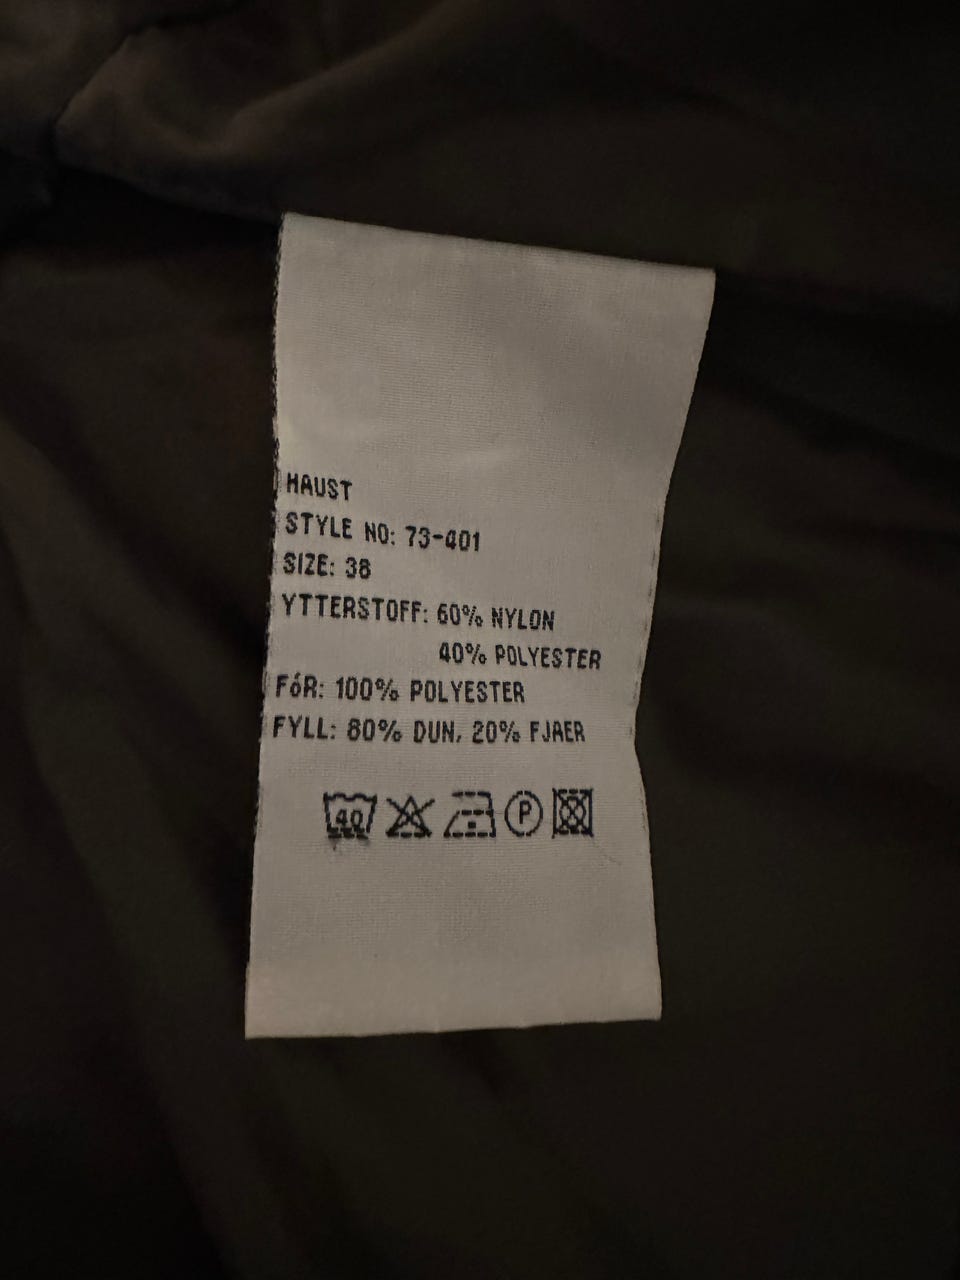 HAUST
STYLE NO: 73-401
SIZE: 38
YTTERSTOFF: 60% NYLON
40% POLYESTER
FóR: 100% POLYESTER
FYLL: 80% DUN, 20% FJAER
40
P